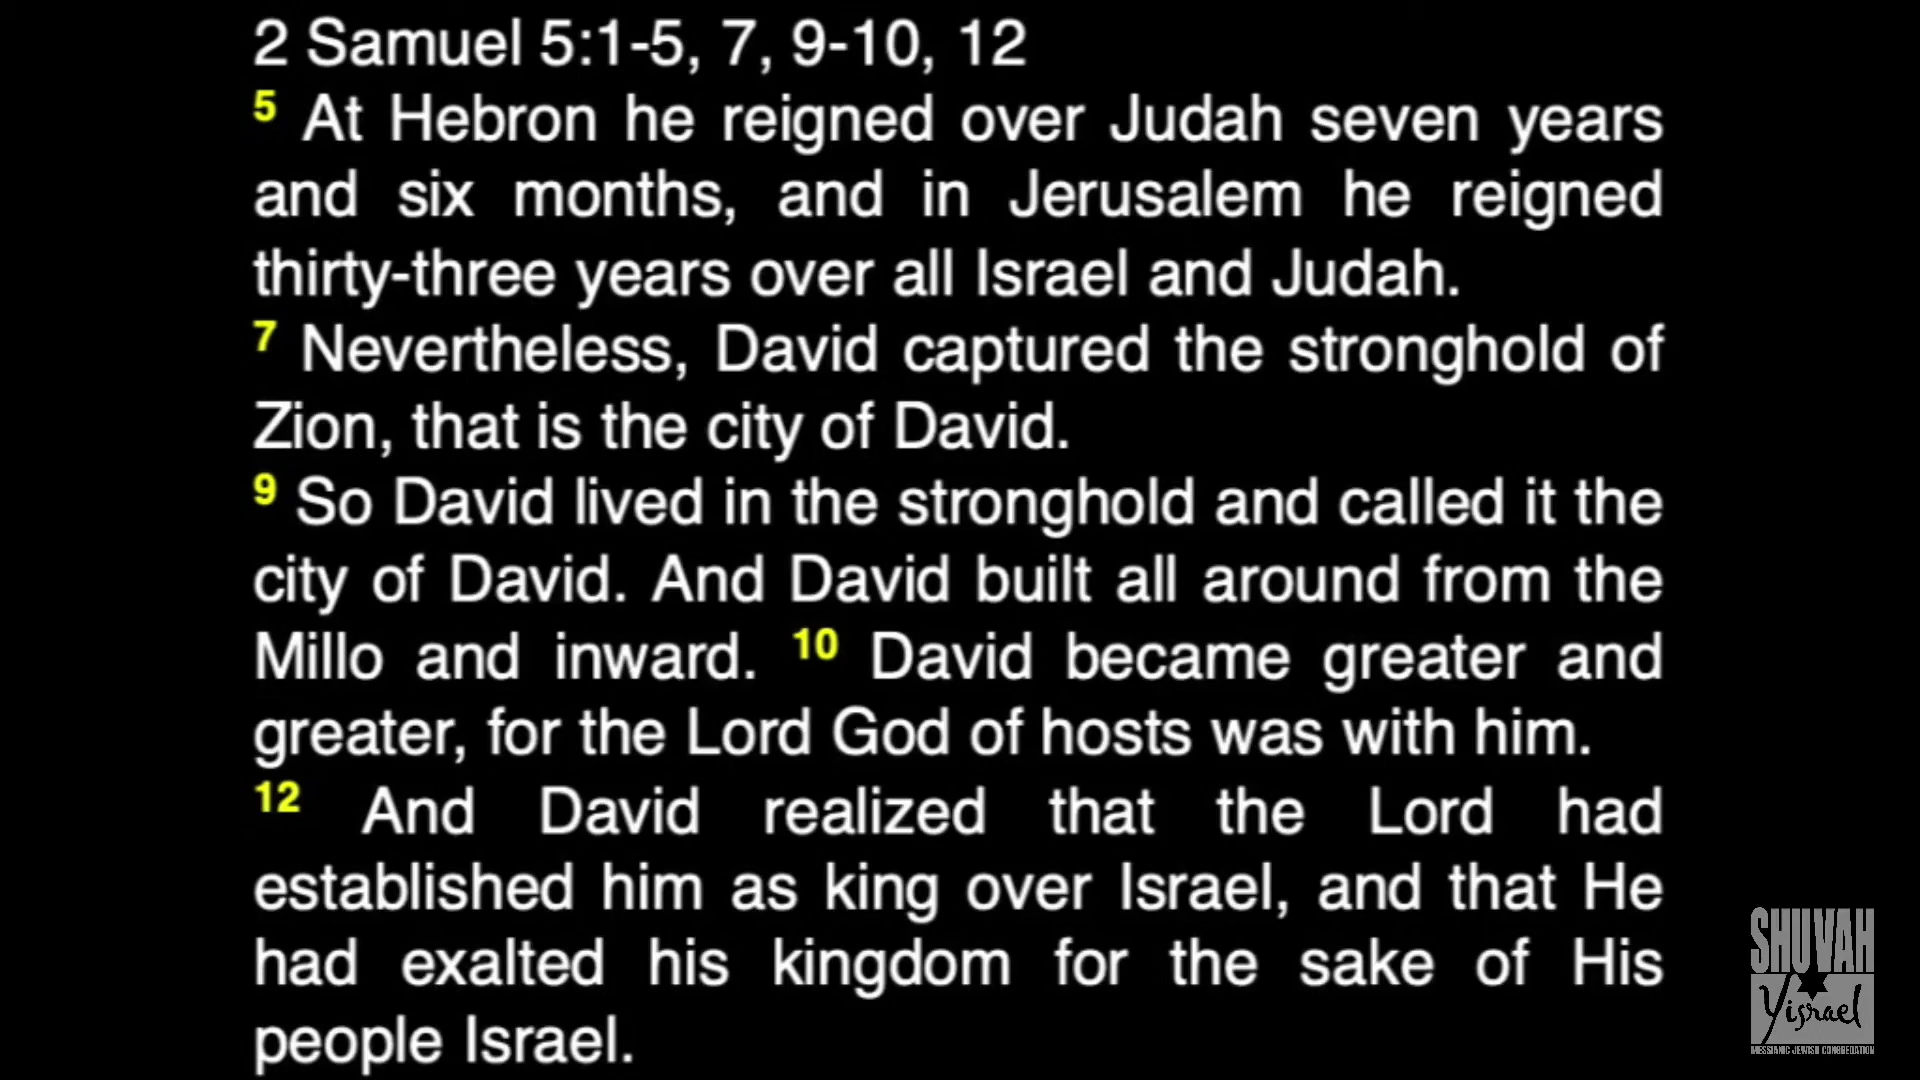 2 Samuel 5:1-5, 7, 9-10, 12
5 At Hebron he reigned over Judah seven years
and six months, and in Jerusalem he reigned
thirty-three years over all Israel and Judah.
7 Nevertheless, David captured the stronghold of
Zion, that is the city of David.
9 So David lived in the stronghold and called it the
city of David. And David built all around from the
Millo and inward. 10 David became greater and
greater, for the Lord God of hosts was with him.
12 And David realized that the Lord had
established him as king over Israel, and that He
had exalted his kingdom for the sake of His
people Israel.
SHUVAH
Yisrael
MESSIANIC JEWISH CONGREGATION